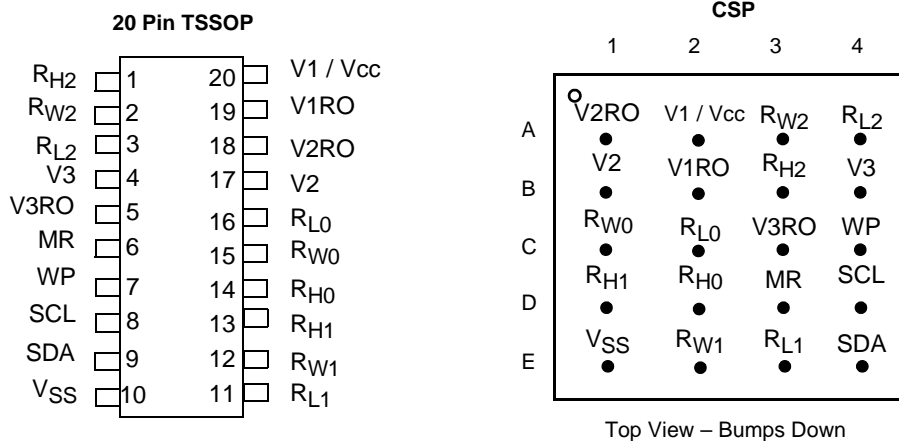 20 Pin TSSOP
RH2 1 20 V1 / Vcc
RW2 2 19 V1RO
RL2 3 18 V2RO
V3 4 17 V2
V3RO 5 16 RL0
MR 6 15 RW0
WP 7 14 RH0
SCL 8 13 RH1
SDA 9 12 RW1
VSS 10 11 RL1
CSP
1 2 3 4
A V2RO V1 / Vcc RW2 RL2
B V2 V1RO RH2 V3
C RW0 RL0 V3RO WP
D RH1 RH0 MR SCL
E VSS RW1 RL1 SDA
Top View – Bumps Down